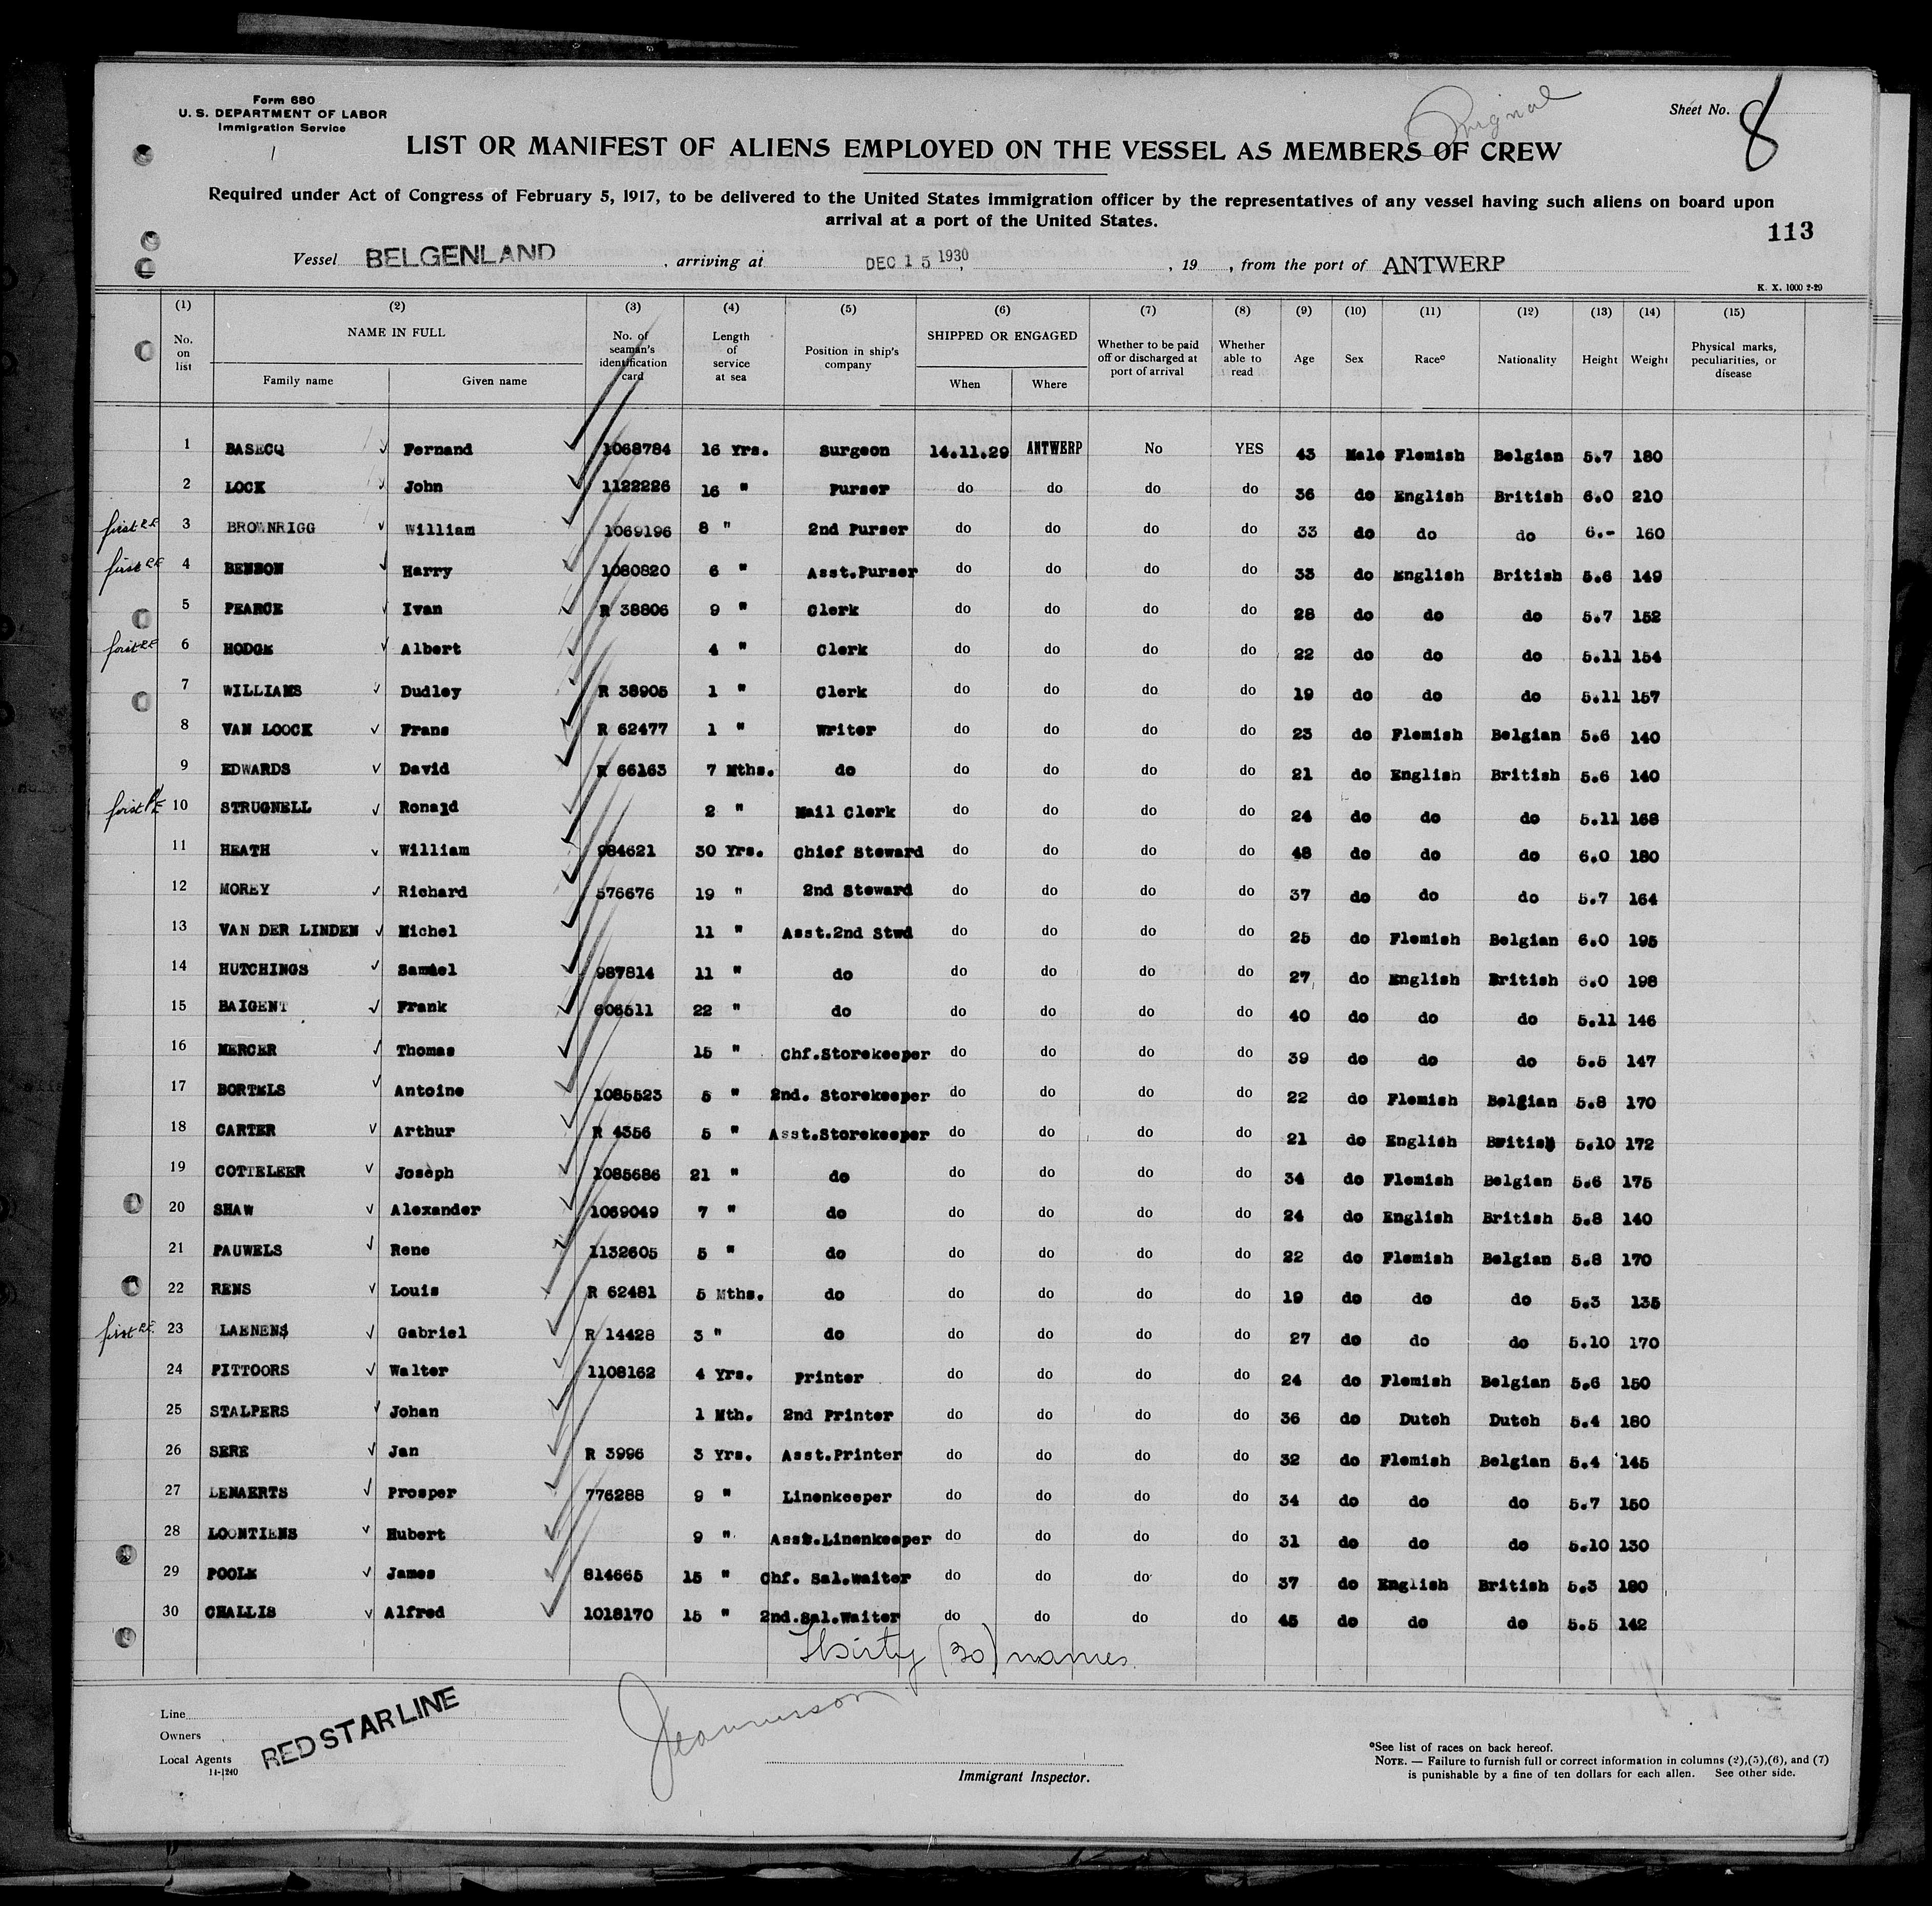 Form 680
U. S. DEPARTMENT OF LABOR
Immigration Service
Original
Sheet No. 8
LIST OR MANIFEST OF ALIENS EMPLOYED ON THE VESSEL AS MEMBERS OF CREW
Required under Act of Congress of February 5, 1917, to be delivered to the United States immigration officer by the representatives of any vessel having such aliens on board upon
arrival at a port of the United States.
113
Vessel BELGENLAND, arriving at DEC 15 1930, 19 , from the port of ANTWERP
K. X. 1000 2-29
(1) (2) (3) (4) (5) (6) (7) (8) (9) (10) (11) (12) (13) (14) (15)
No. on list NAME IN FULL Family name Given name No. of seaman's identification card Length of service at sea Position in ship's company SHIPPED OR ENGAGED When Where Whether to be paid off or discharged at port of arrival Whether able to read Age Sex Race° Nationality Height Weight Physical marks, peculiarities, or disease
1 BASECQ Fernand 1068784 16 Yrs. Surgeon 14.11.29 ANTWERP No YES 43 Male Flemish Belgian 5.7 180
2 LOCK John 1122226 16 " Purser do do do do 36 do English British 6.0 210
first 3 BROWNRIGG William 1069196 8 " 2nd Purser do do do do 33 do do do 6.- 160
first 4 BENSON Harry 1080820 6 " Asst.Purser do do do do 33 do English British 5.6 149
5 PEARCE Ivan R 38806 9 " Clerk do do do do 28 do do do 5.7 152
first 6 HODGE Albert 4 " Clerk do do do do 22 do do do 5.11 154
7 WILLIAMS Dudley R 38905 1 " Clerk do do do do 19 do do do 5.11 157
8 VAN LOOCK Frans R 62477 1 " Writer do do do do 23 do Flemish Belgian 5.6 140
9 EDWARDS David R 66163 7 Mths. do do do do do 21 do English British 5.6 140
first 10 STRUGNELL Ronald 2 " Mail Clerk do do do do 24 do do do 5.11 168
11 HEATH William 984621 30 Yrs. Chief Steward do do do do 48 do do do 6.0 180
12 MOREY Richard 576676 19 " 2nd Steward do do do do 37 do do do 5.7 164
13 VAN DER LINDEN Michel 11 " Asst.2nd Stwd do do do do 25 do Flemish Belgian 6.0 195
14 HUTCHINGS Samuel 987814 11 " do do do do do 27 do English British 6.0 198
15 BAIGENT Frank 606511 22 " do do do do do 40 do do do 5.11 146
16 MERCER Thomas 15 " Chf.Storekeeper do do do do 39 do do do 5.5 147
17 BORTELS Antoine 1085523 5 " 2nd. Storekeeper do do do do 22 do Flemish Belgian 5.8 170
18 CARTER Arthur R 4356 5 " Asst.Storekeeper do do do do 21 do English British 5.10 172
19 COTTELEER Joseph 1085686 21 " do do do do do 34 do Flemish Belgian 5.6 175
20 SHAW Alexander 1069049 7 " do do do do do 24 do English British 5.8 140
21 PAUWELS Rene 1132605 5 " do do do do do 22 do Flemish Belgian 5.8 170
22 RENS Louis R 62481 5 Mths. do do do do do 19 do do do 5.3 135
first 23 LAENENS Gabriel R 14428 3 " do do do do do 27 do do do 5.10 170
24 PITTOORS Walter 1108162 4 Yrs. Printer do do do do 24 do Flemish Belgian 5.6 150
25 STALPERS Johan 1 Mth. 2nd Printer do do do do 36 do Dutch Dutch 5.4 180
26 SERE Jan R 3996 3 Yrs. Asst.Printer do do do do 32 do Flemish Belgian 5.4 145
27 LEMAERTS Prosper 776288 9 " Linenkeeper do do do do 34 do do do 5.7 150
28 LOONTIENS Hubert 9 " Asst.Linenkeeper do do do do 31 do do do 5.10 130
29 POOLE James 814665 15 " Chf. Sal.Waiter do do do do 37 do English British 5.3 180
30 CHALLIS Alfred 1018170 15 " 2nd.Sal.Waiter do do do do 45 do do do 5.5 142
Thirty (30) names
Line
Owners
Local Agents
RED STAR LINE
14-1240
Immigrant Inspector.
°See list of races on back hereof.
NOTE. — Failure to furnish full or correct information in columns (2),(5),(6), and (7)
is punishable by a fine of ten dollars for each alien. See other side.